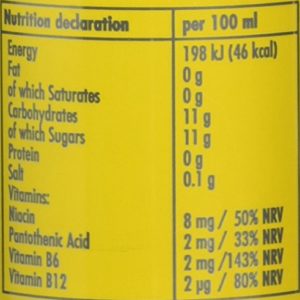 Nutrition declaration per 100 ml
Energy 198 kJ (46 kcal)
Fat 0 g
of which Saturates 0 g
Carbohydrates 11 g
of which Sugars 11 g
Protein 0 g
Salt 0.1 g
Vitamins:
Niacin 8 mg / 50% NRV
Pantothenic Acid 2 mg / 33% NRV
Vitamin B6 2 mg /143% NRV
Vitamin B12 2 µg / 80% NRV